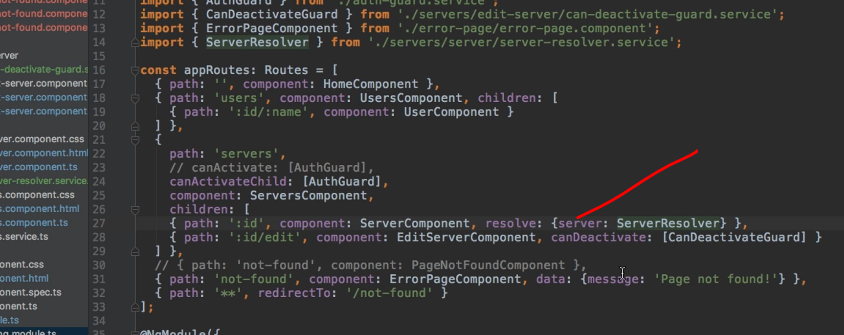 not-found.componen
not-found.componen
erver
-deactivate-guard.s
t-server.component
t-server.component
t-server.component
ver.component.css
ver.component.html
ver.component.ts
ver-resolver.service
s.component.css
s.component.html
s.component.ts
s.service.ts
onent.css
onent.html
onent.spec.ts
onent.ts
ng.module.ts
11 import { AuthGuard } from './auth-guard.service';
12 import { CanDeactivateGuard } from './servers/edit-server/can-deactivate-guard.service';
13 import { ErrorPageComponent } from './error-page/error-page.component';
14 import { ServerResolver } from './servers/server/server-resolver.service';
15
16 const appRoutes: Routes = [
17 { path: '', component: HomeComponent },
18 { path: 'users', component: UsersComponent, children: [
19 { path: ':id/:name', component: UserComponent }
20 ] },
21 {
22 path: 'servers',
23 // canActivate: [AuthGuard],
24 canActivateChild: [AuthGuard],
25 component: ServersComponent,
26 children: [
27 { path: ':id', component: ServerComponent, resolve: {server: ServerResolver} },
28 { path: ':id/edit', component: EditServerComponent, canDeactivate: [CanDeactivateGuard] }
29 ] },
30 // { path: 'not-found', component: PageNotFoundComponent },
31 { path: 'not-found', component: ErrorPageComponent, data: {message: 'Page not found!'} },
32 { path: '**', redirectTo: '/not-found' }
33 ];
34
35 @NgModule({